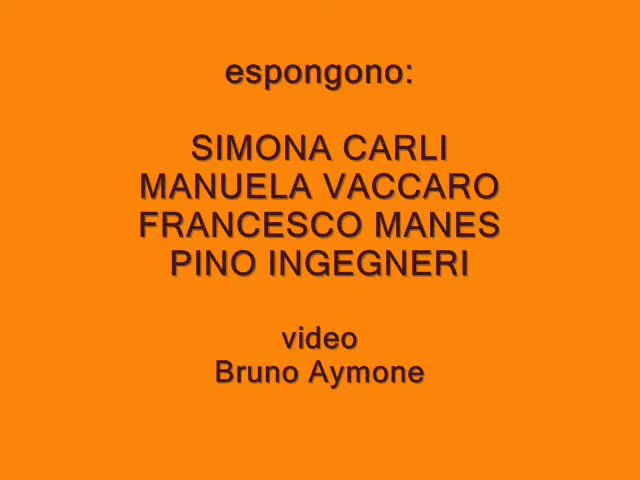 espongono:
SIMONA CARLI
MANUELA VACCARO
FRANCESCO MANES
PINO INGEGNERI
video
Bruno Aymone